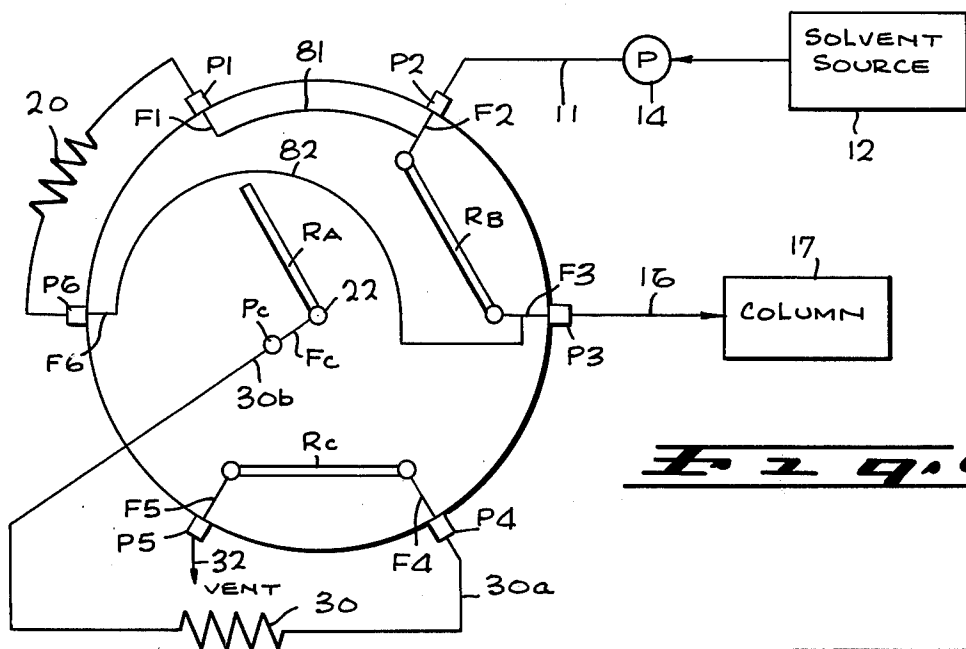 SOLVENT
SOURCE
12
P
14
11
P2
F2
81
P1
F1
20
82
RA
RB
22
PC
FC
30b
P6
F6
F3
P3
16
17
COLUMN
RC
F5
P5
32
VENT
F4
P4
30a
30
Fig.